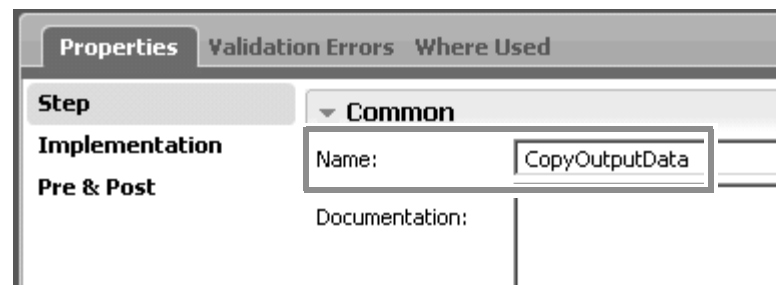 Properties Validation Errors Where Used
Step
Implementation
Pre & Post
Common
Name: CopyOutputData
Documentation: